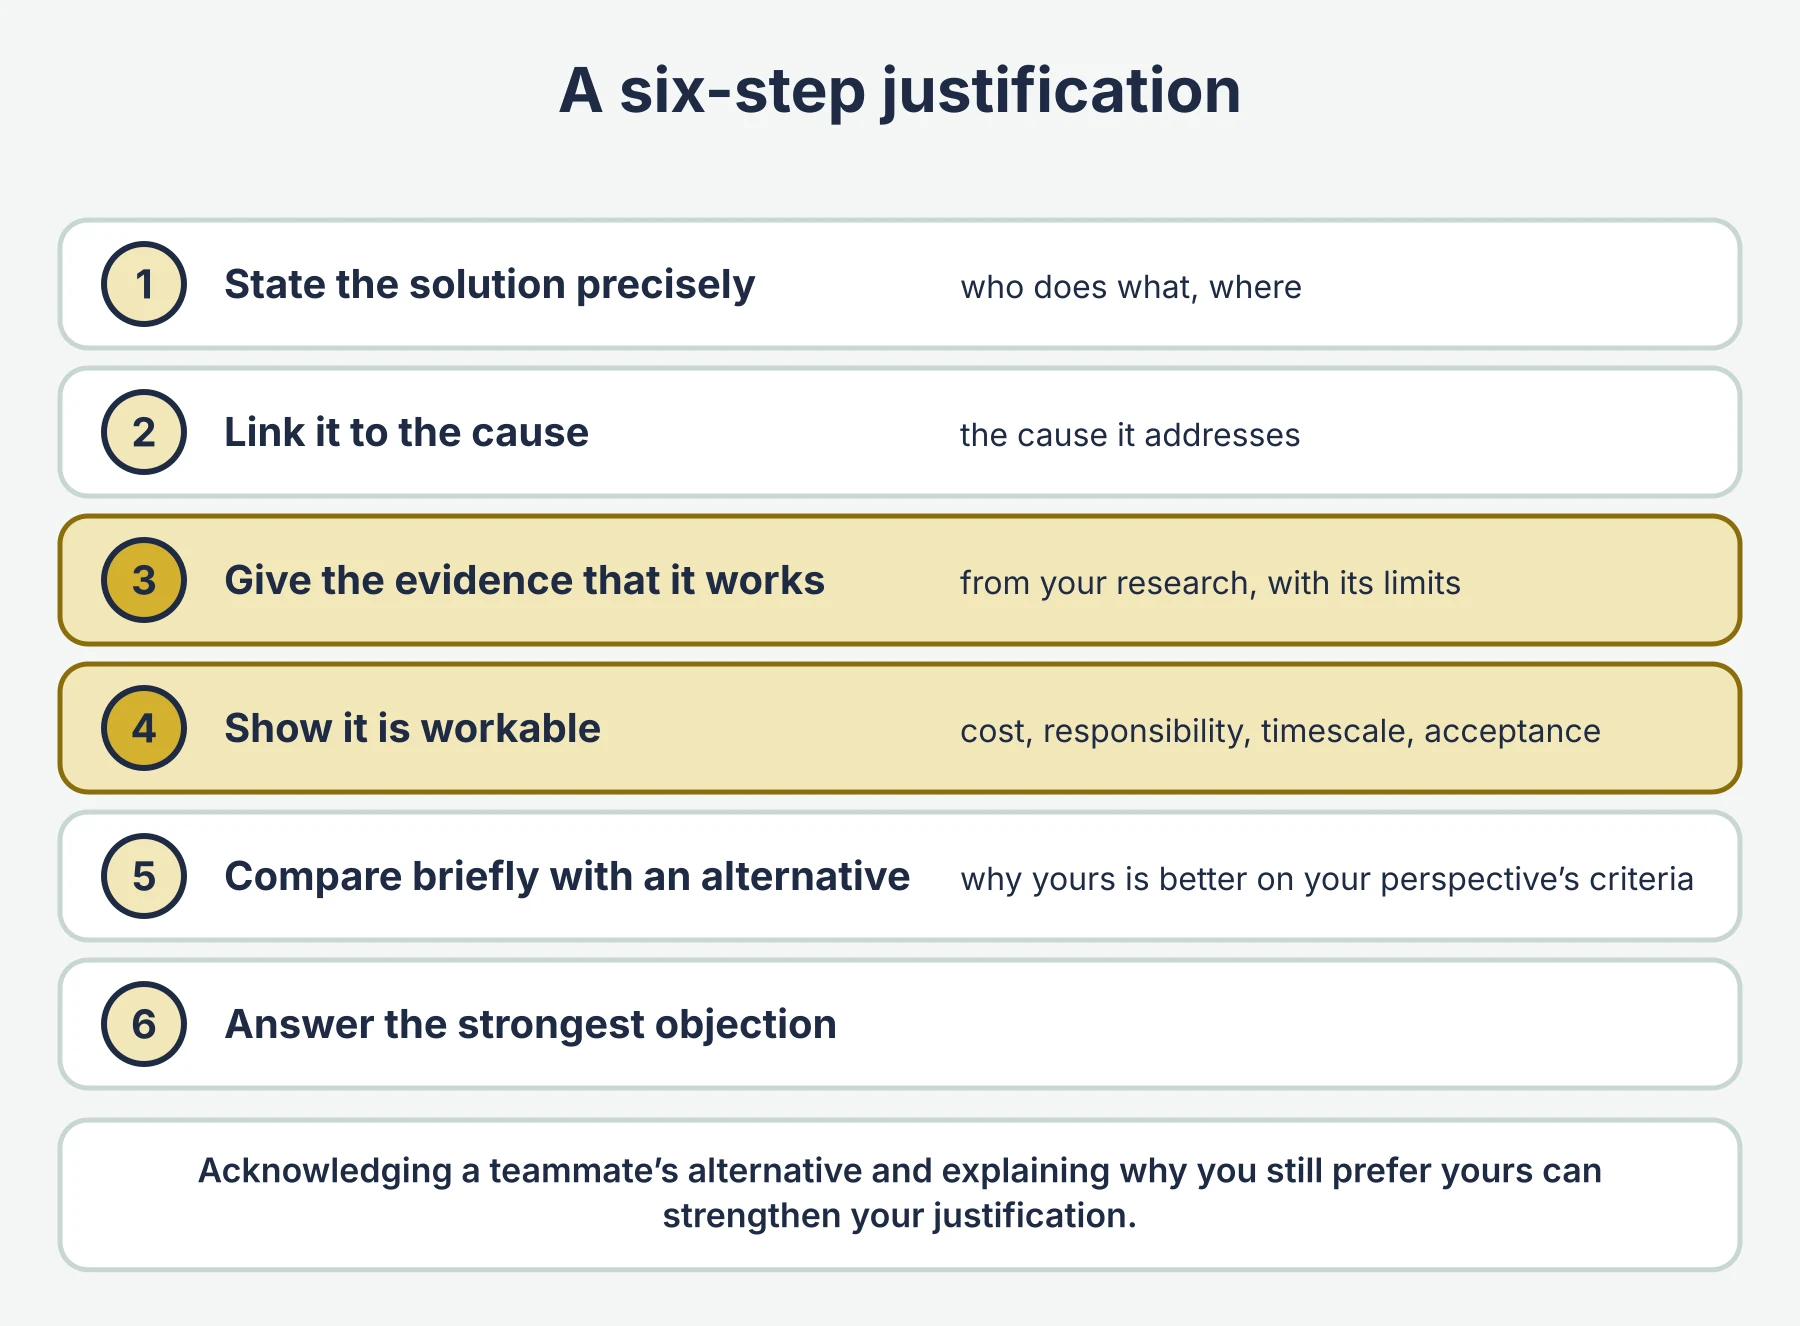 A six-step justification
1 State the solution precisely who does what, where
2 Link it to the cause the cause it addresses
3 Give the evidence that it works from your research, with its limits
4 Show it is workable cost, responsibility, timescale, acceptance
5 Compare briefly with an alternative why yours is better on your perspective’s criteria
6 Answer the strongest objection
Acknowledging a teammate’s alternative and explaining why you still prefer yours can
strengthen your justification.